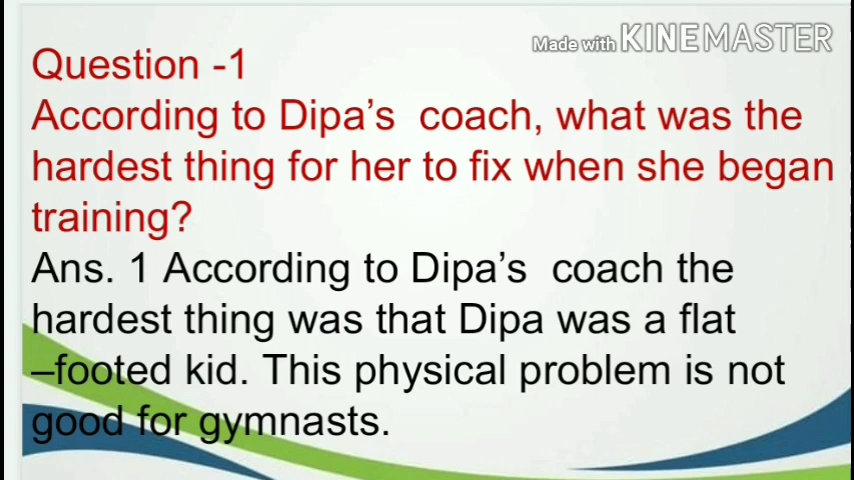 Made with KINEMASTER
Question -1
According to Dipa’s  coach, what was the
hardest thing for her to fix when she began
training?
Ans. 1 According to Dipa’s  coach the
hardest thing was that Dipa was a flat
–footed kid. This physical problem is not
good for gymnasts.